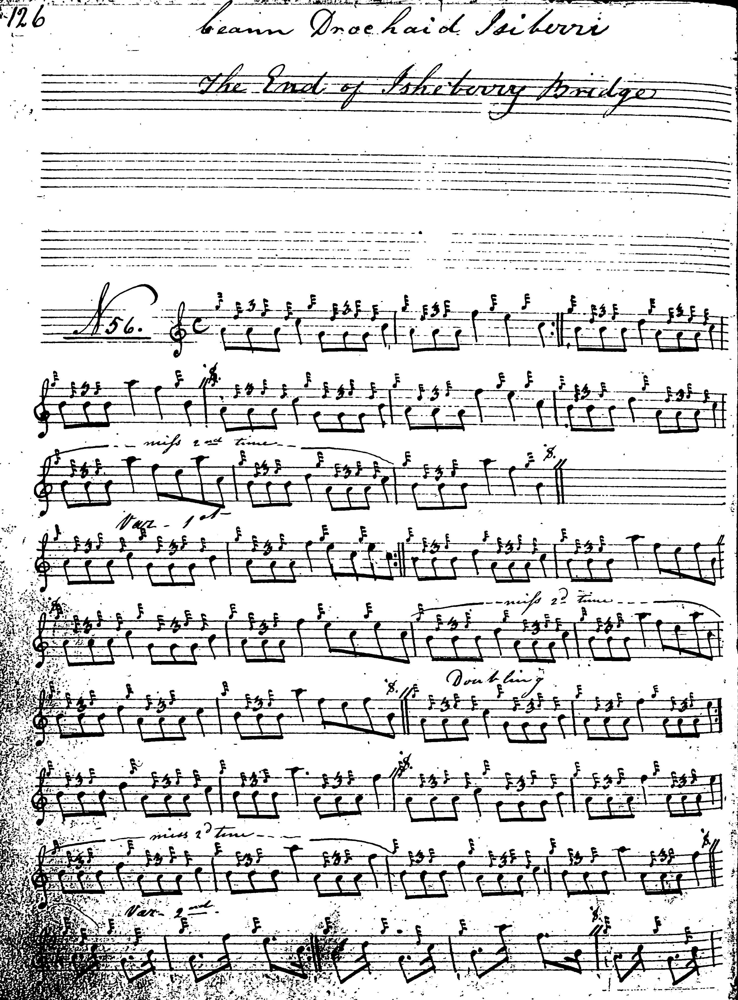 126
Ceann Drochaid Isiberri
The End of Isheberry Bridge
N 56.
miss 2nd time
Var - 1st
miss 2d time
Doubling
miss 2d time
Var - 2nd